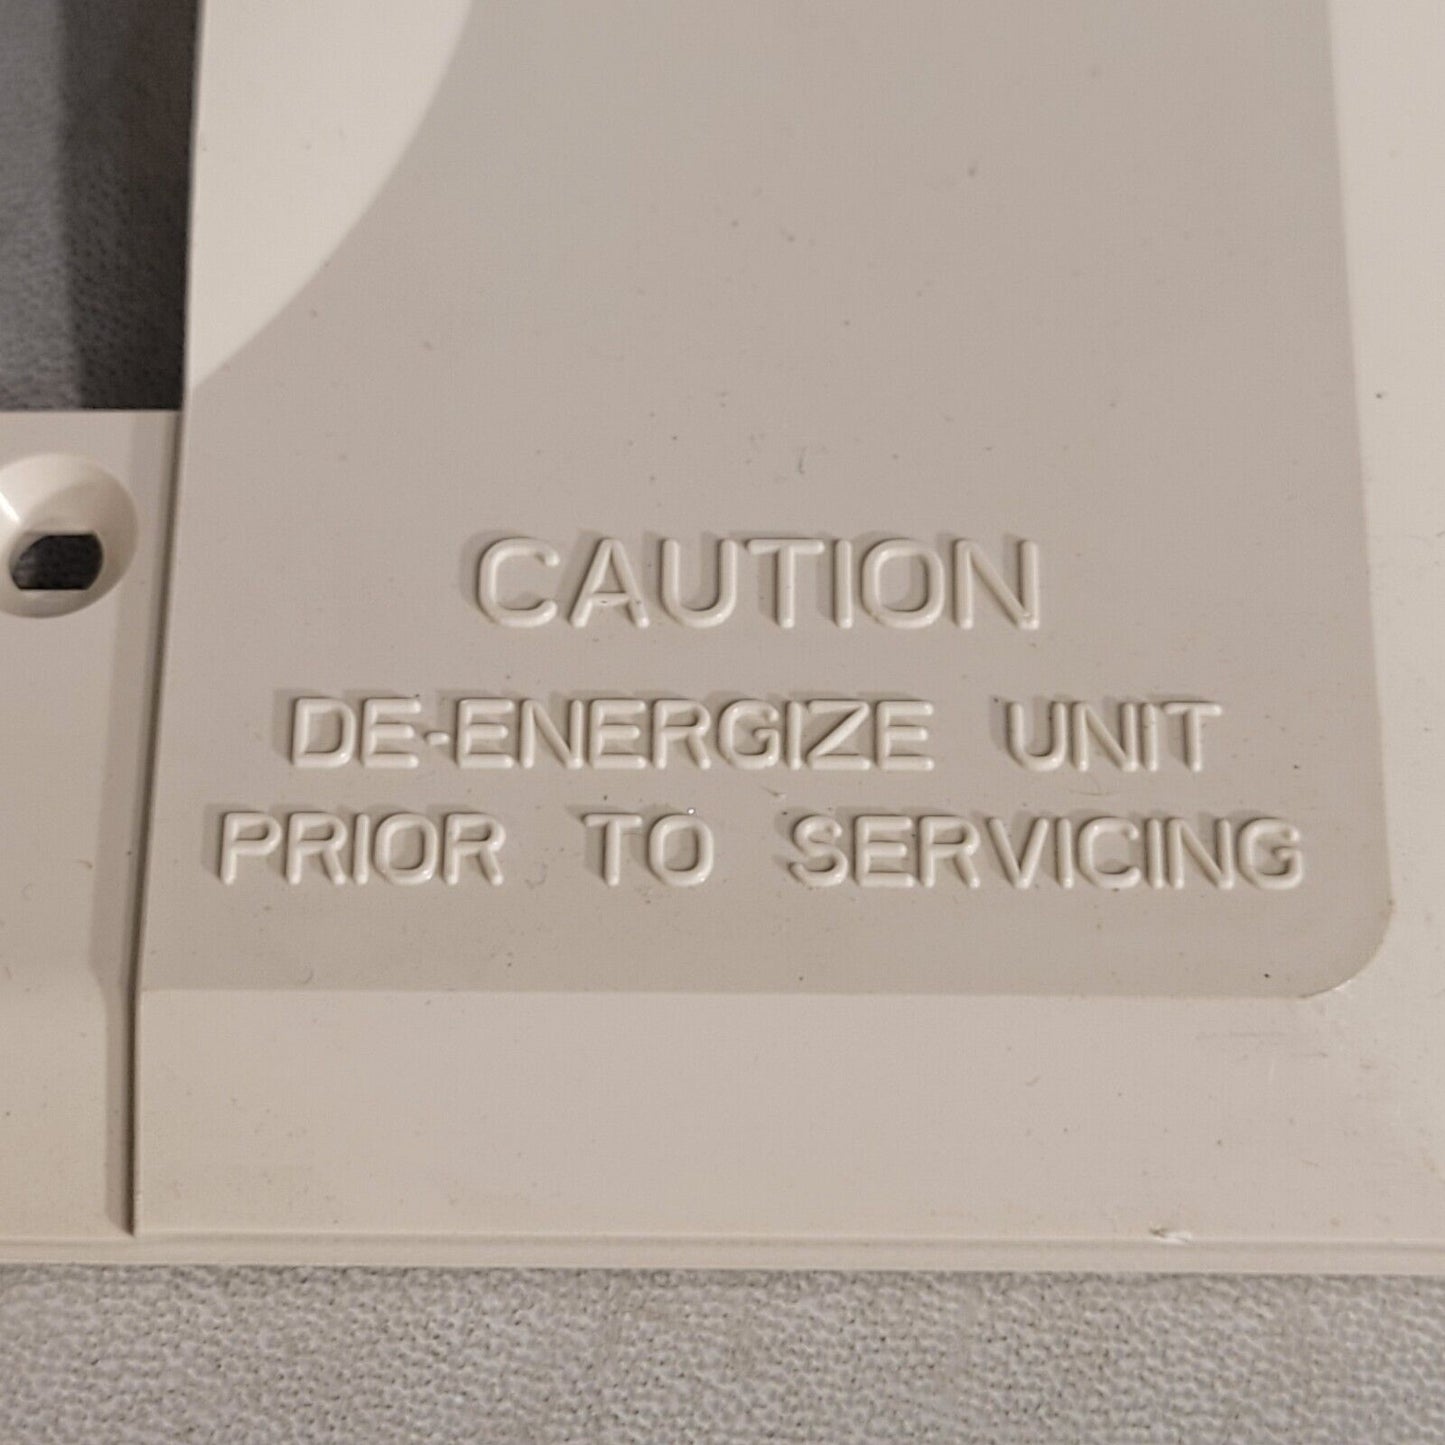 CAUTION
DE-ENERGIZE UNIT
PRIOR TO SERVICING